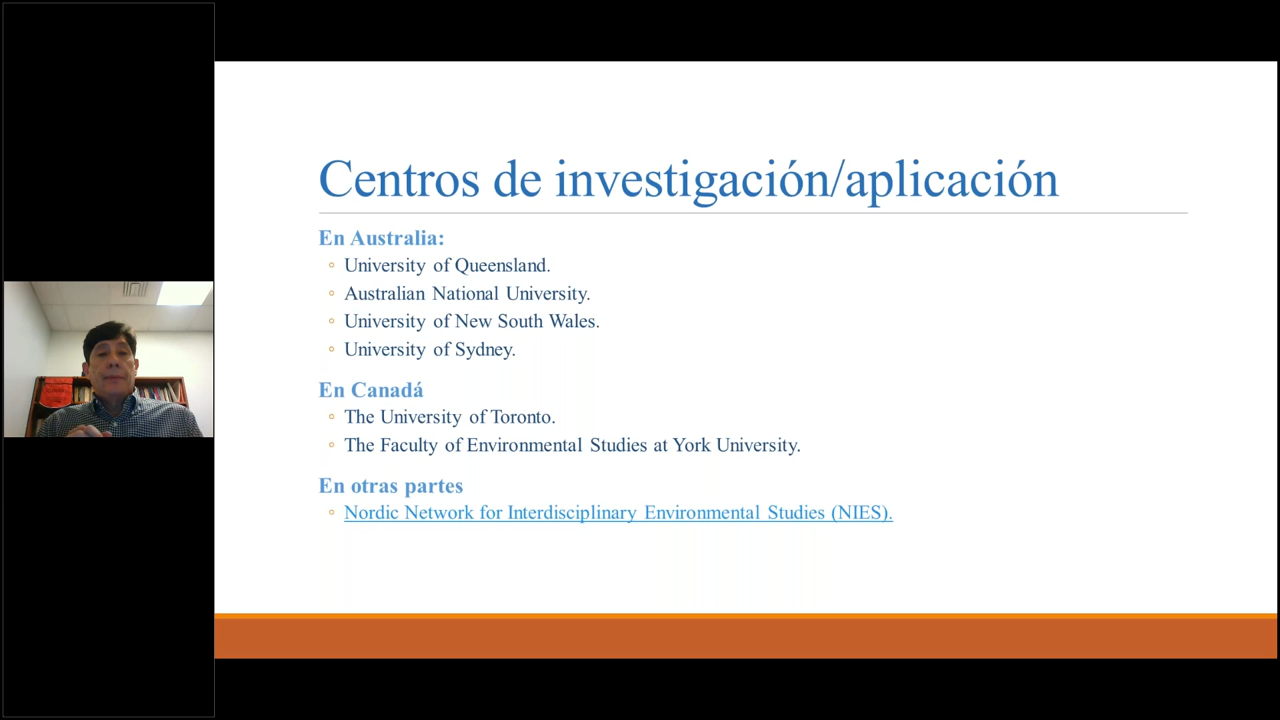 Centros de investigación/aplicación
En Australia:
University of Queensland.
Australian National University.
University of New South Wales.
University of Sydney.
En Canadá
The University of Toronto.
The Faculty of Environmental Studies at York University.
En otras partes
Nordic Network for Interdisciplinary Environmental Studies (NIES).